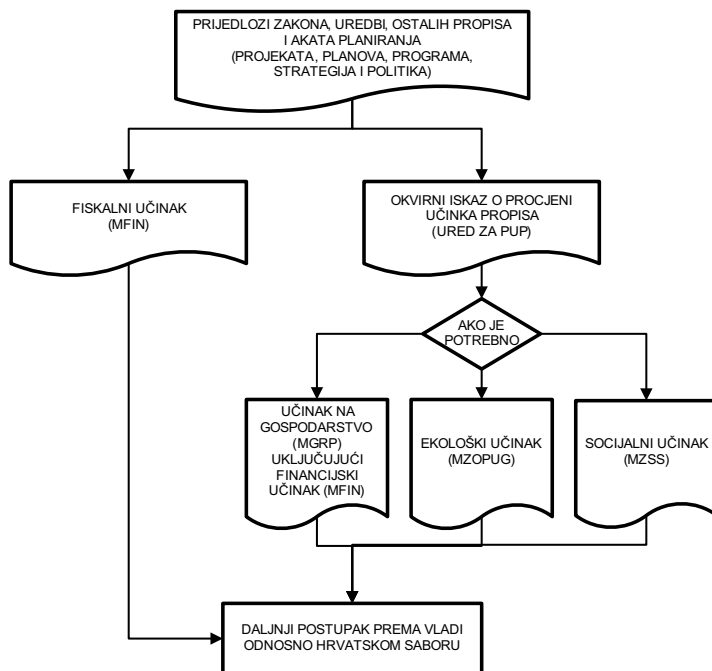 PRIJEDLOZI ZAKONA, UREDBI, OSTALIH PROPISA
I AKATA PLANIRANJA
(PROJEKATA, PLANOVA, PROGRAMA,
STRATEGIJA I POLITIKA)
FISKALNI UČINAK
(MFIN)
OKVIRNI ISKAZ O PROCJENI
UČINKA PROPISA
(URED ZA PUP)
AKO JE
POTREBNO
UČINAK NA
GOSPODARSTVO
(MGRP)
UKLJUČUJUĆI
FINANCIJSKI
UČINAK (MFIN)
EKOLOŠKI UČINAK
(MZOPUG)
SOCIJALNI UČINAK
(MZSS)
DALJNJI POSTUPAK PREMA VLADI
ODNOSNO HRVATSKOM SABORU